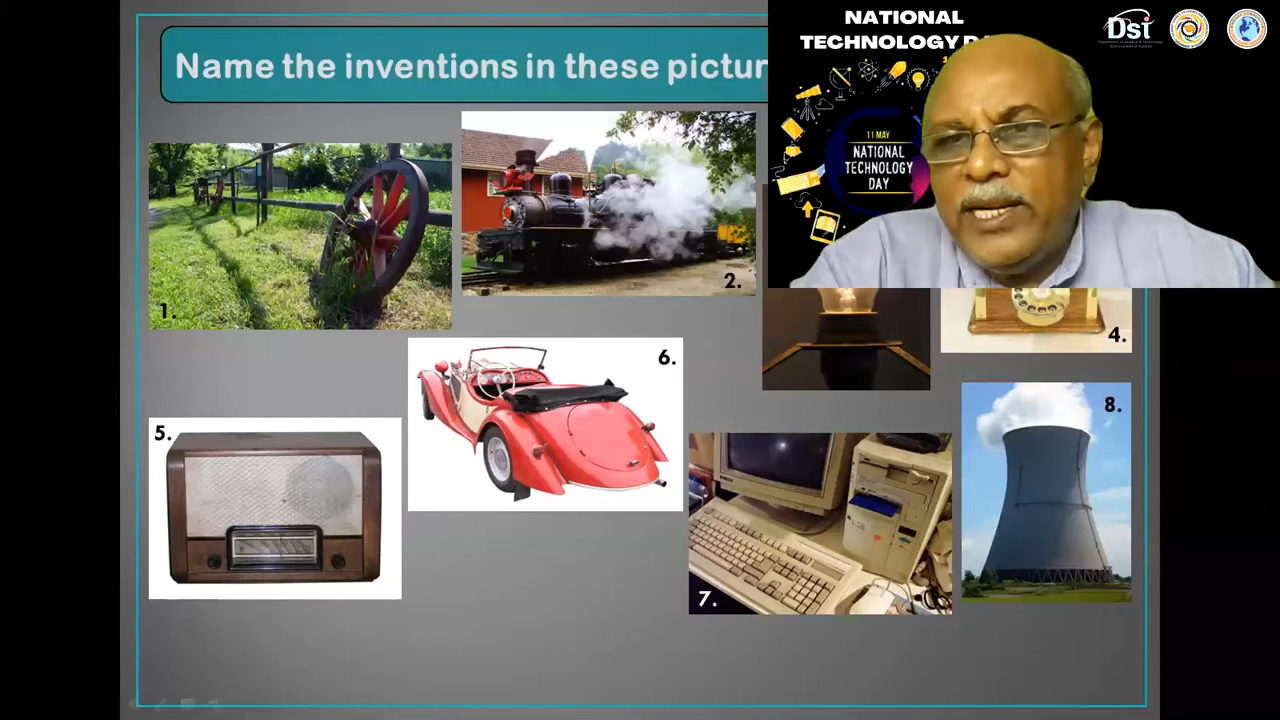 Name the inventions in these pictur
NATIONAL
TECHNOLOGY D
Dsi
11 MAY
NATIONAL
TECHNOLOGY
DAY
1.
2.
4.
5.
6.
7.
8.